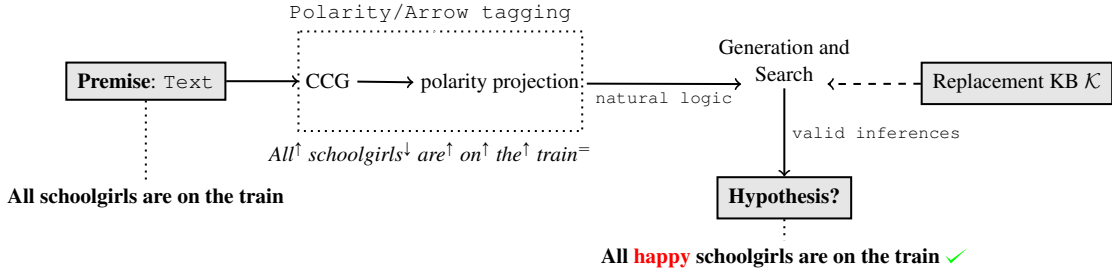 Polarity/Arrow tagging
Premise: Text
CCG
polarity projection
natural logic
Generation and
Search
Replacement KB 𝒦
valid inferences
All↑ schoolgirls↓ are↑ on↑ the↑ train=
All schoolgirls are on the train
Hypothesis?
All happy schoolgirls are on the train ✓